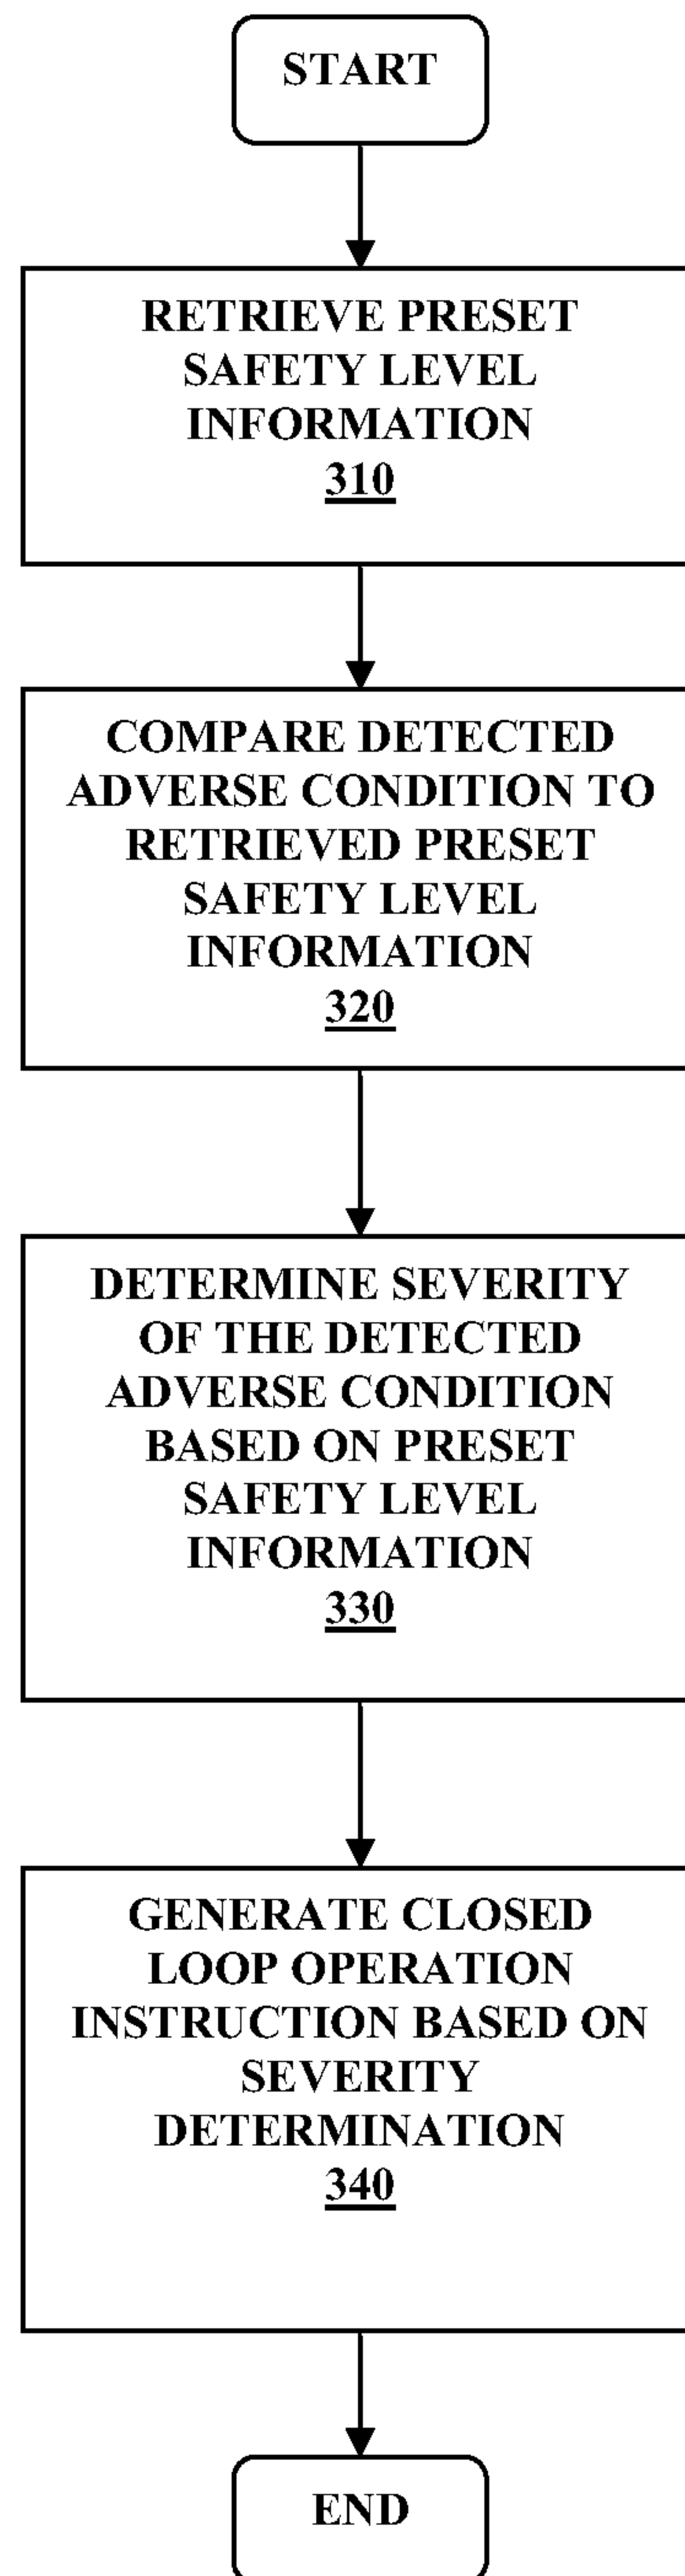 START
RETRIEVE PRESET
SAFETY LEVEL
INFORMATION
310
COMPARE DETECTED
ADVERSE CONDITION TO
RETRIEVED PRESET
SAFETY LEVEL
INFORMATION
320
DETERMINE SEVERITY
OF THE DETECTED
ADVERSE CONDITION
BASED ON PRESET
SAFETY LEVEL
INFORMATION
330
GENERATE CLOSED
LOOP OPERATION
INSTRUCTION BASED ON
SEVERITY
DETERMINATION
340
END